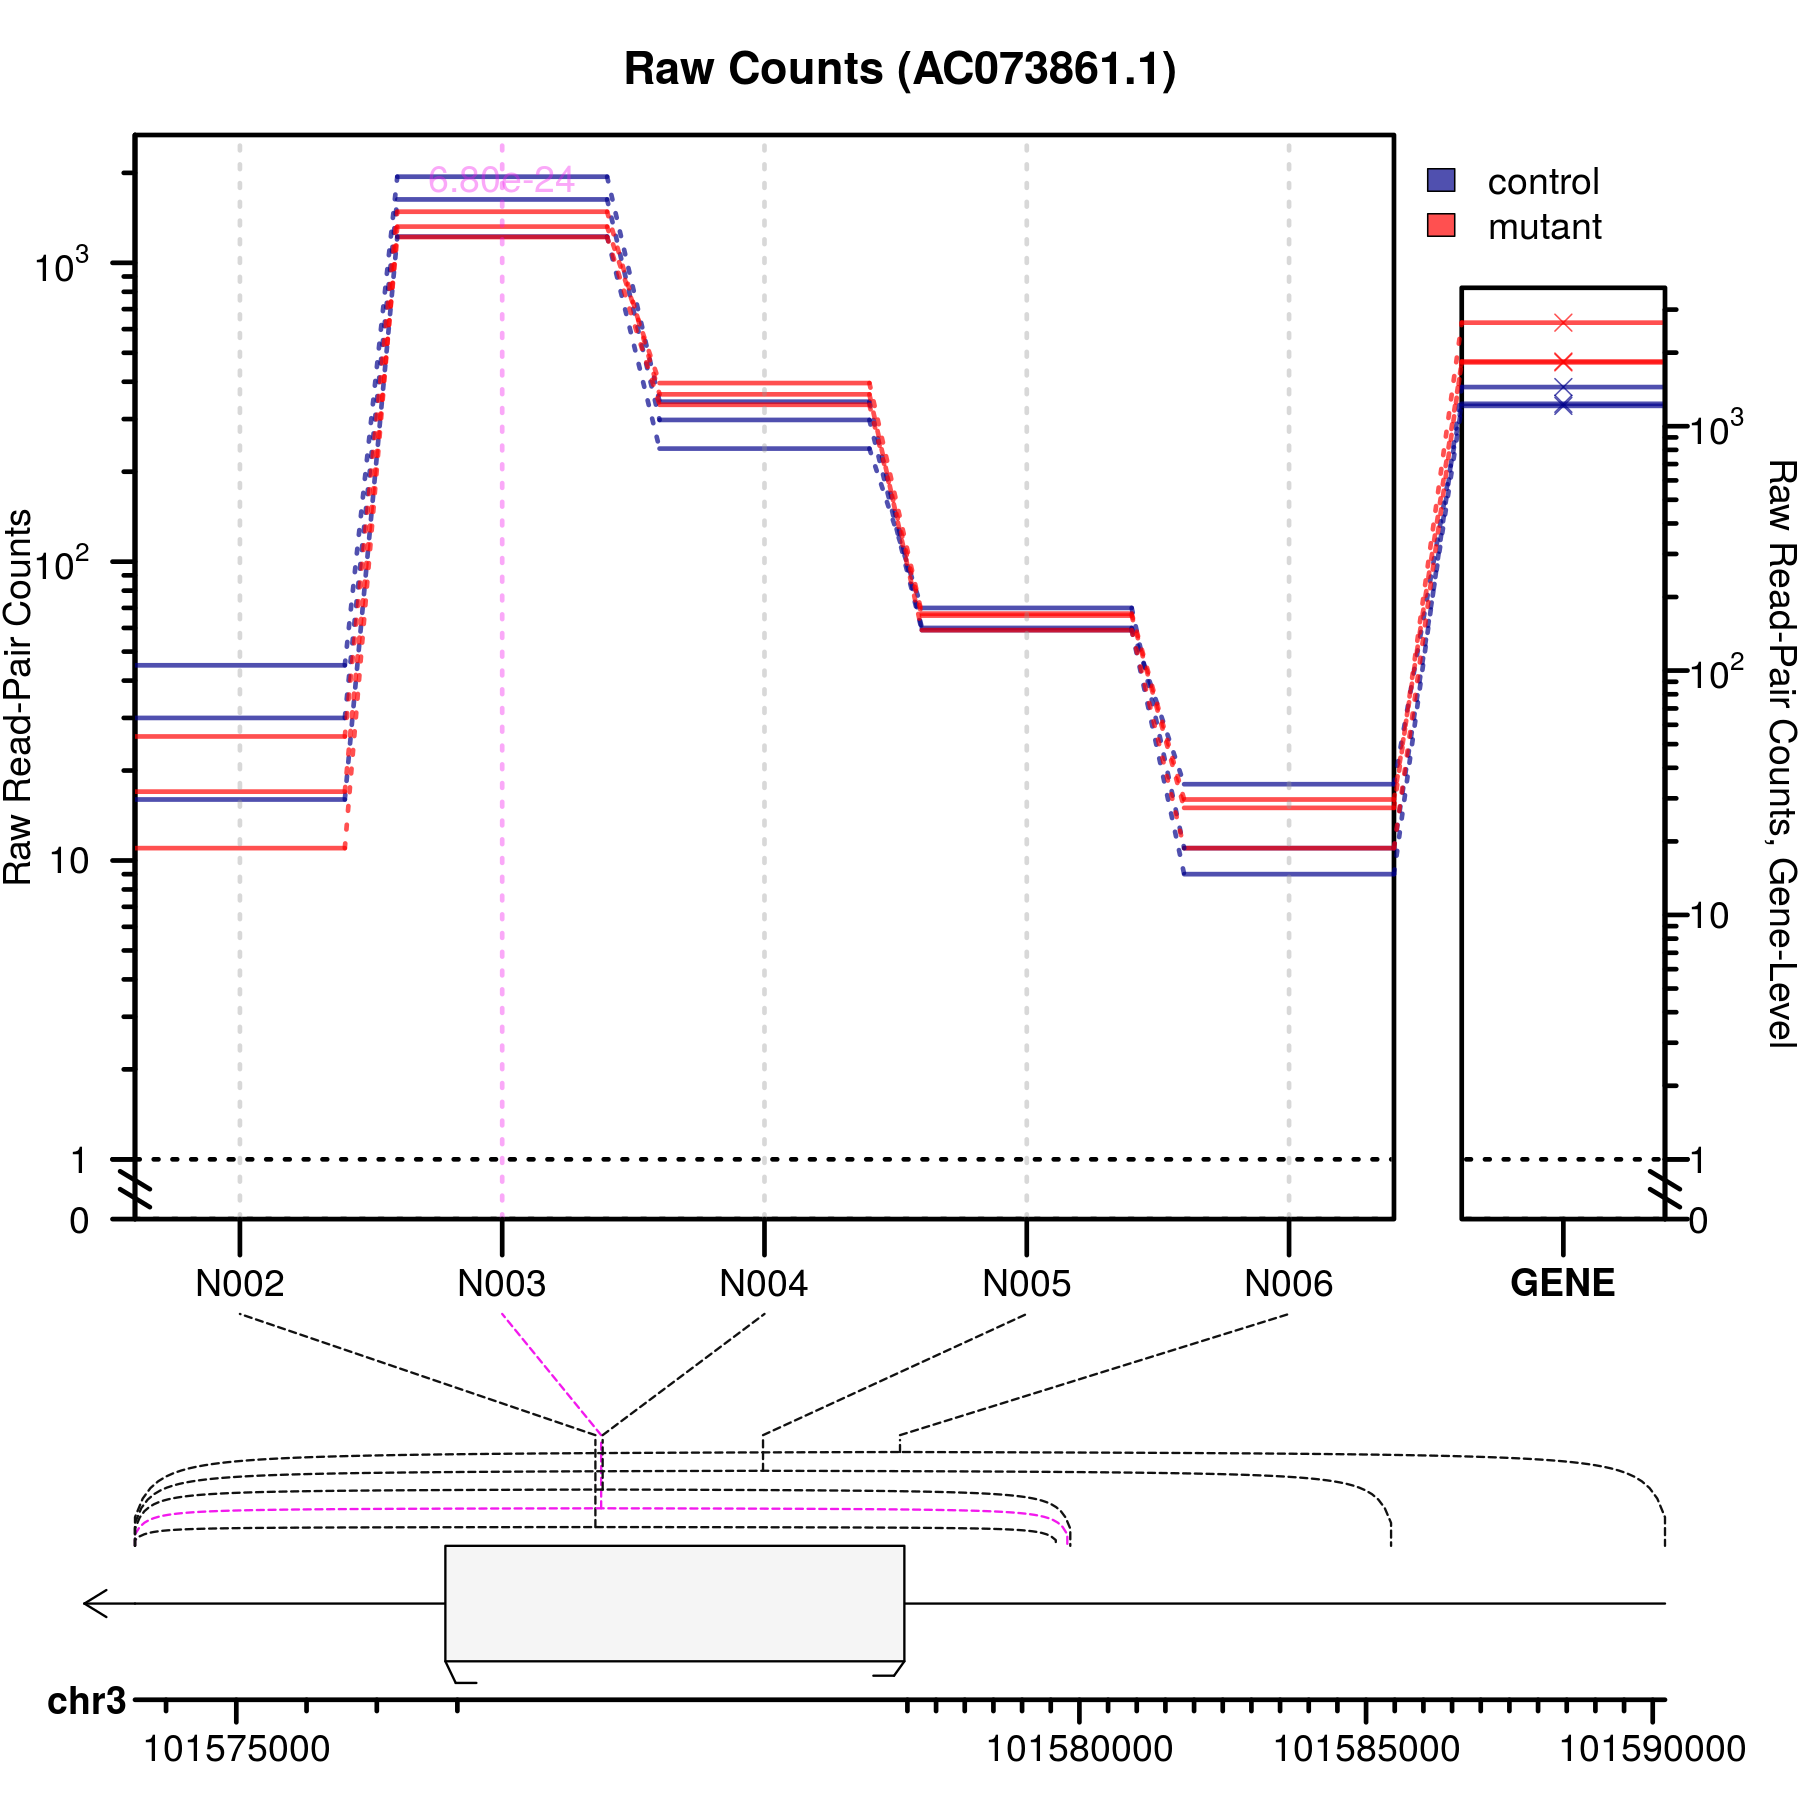 Raw Counts (AC073861.1)
6.80e-24
control
mutant
Raw Read-Pair Counts
10³
10²
10
1
0
Raw Read-Pair Counts, Gene-Level
10³
10²
10
1
0
N002 N003 N004 N005 N006 GENE
chr3
101575000 101580000 101585000 101590000